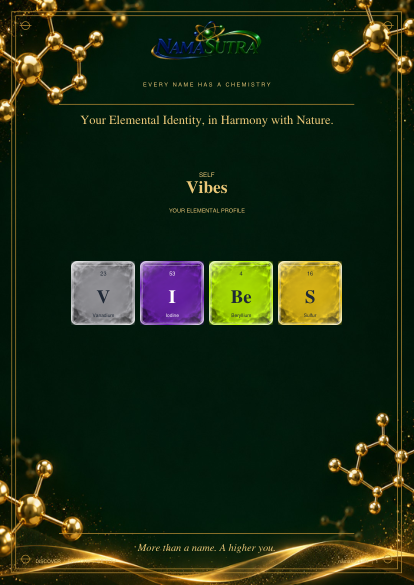 NAMASUTRA
EVERY NAME HAS A CHEMISTRY
Your Elemental Identity, in Harmony with Nature.
SELF
Vibes
YOUR ELEMENTAL PROFILE
23 53 4 16
V I Be S
Vanadium Iodine Beryllium Sulfur
More than a name. A higher you.
DISCOVER